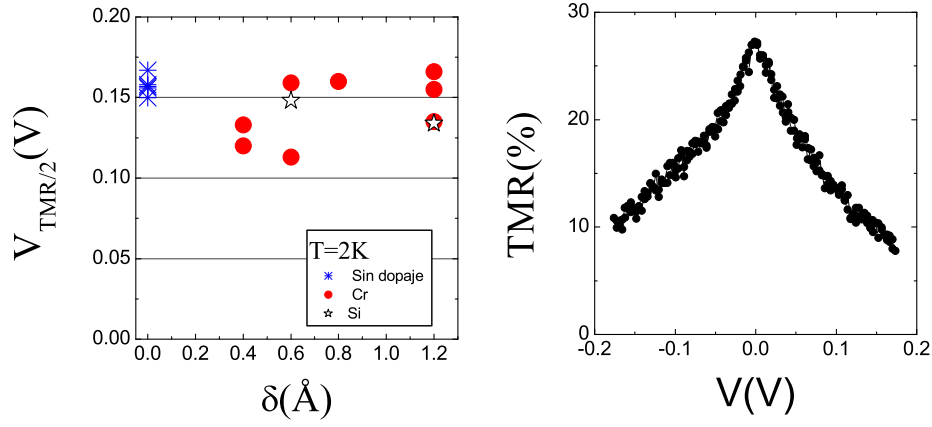 0.20
0.15
0.10
0.05
0.00
V_TMR/2(V)
T=2K
Sin dopaje
Cr
Si
0.0 0.2 0.4 0.6 0.8 1.0 1.2
δ(Å)
30
20
10
0
TMR(%)
-0.2 -0.1 0.0 0.1 0.2
V(V)